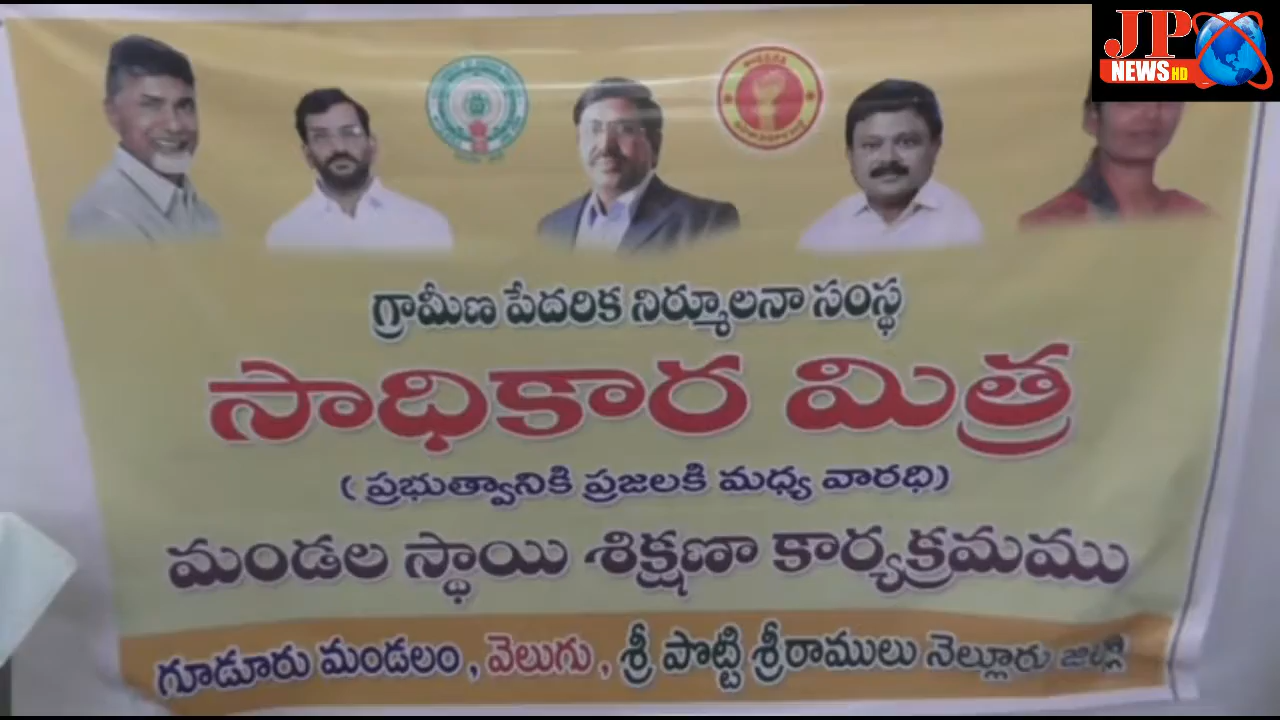 JP
NEWS HD
గ్రామీణ పేదరిక నిర్మూలనా సంస్థ
సాధికార మిత్ర
( ప్రభుత్వానికి ప్రజలకి మధ్య వారధి)
మండల స్థాయి శిక్షణా కార్యక్రమము
గూడూరు మండలం , వెలుగు , శ్రీ పొట్టి శ్రీరాములు నెల్లూరు జిల్లా